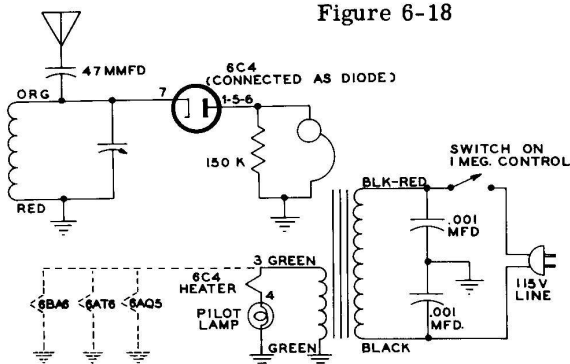 Figure 6-18
47 MMFD
6C4
(CONNECTED AS DIODE)
ORG
7
1-5-6
150 K
RED
SWITCH ON
1 MEG. CONTROL
BLK-RED
.001
MFD
115V
LINE
.001
MFD.
BLACK
3 GREEN
6C4
HEATER
4
PILOT
LAMP
GREEN
6BA6
6AT6
6AQ5